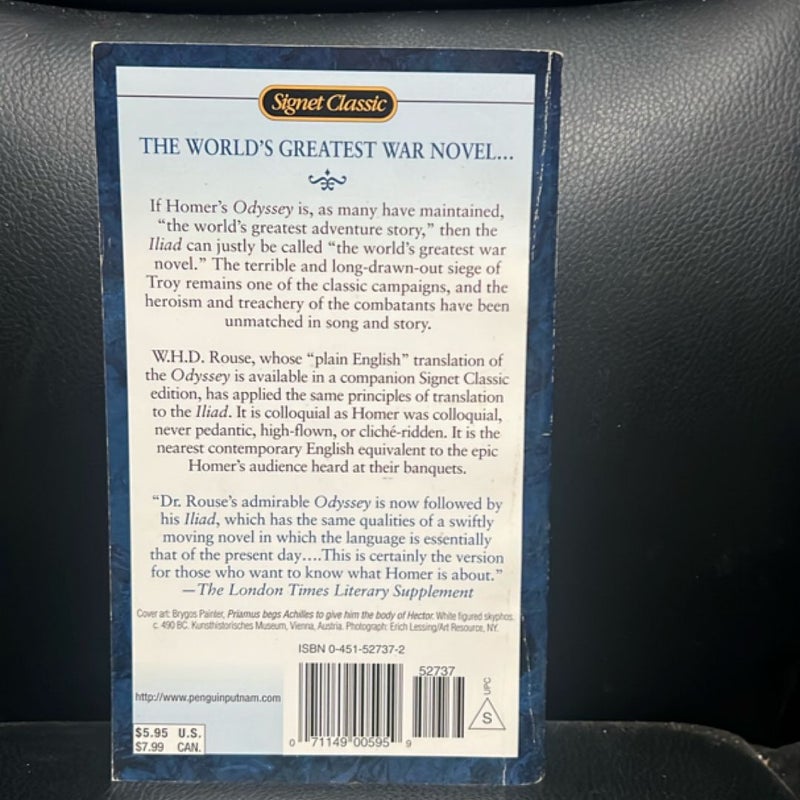 Signet Classic
THE WORLD'S GREATEST WAR NOVEL...
If Homer's Odyssey is, as many have maintained,
"the world's greatest adventure story," then the
Iliad can justly be called "the world's greatest war
novel." The terrible and long-drawn-out siege of
Troy remains one of the classic campaigns, and the
heroism and treachery of the combatants have been
unmatched in song and story.
W.H.D. Rouse, whose "plain English" translation of
the Odyssey is available in a companion Signet Classic
edition, has applied the same principles of translation
to the Iliad. It is colloquial as Homer was colloquial,
never pedantic, high-flown, or cliché-ridden. It is the
nearest contemporary English equivalent to the epic
Homer's audience heard at their banquets.
"Dr. Rouse's admirable Odyssey is now followed by
his Iliad, which has the same qualities of a swiftly
moving novel in which the language is essentially
that of the present day....This is certainly the version
for those who want to know what Homer is about."
—The London Times Literary Supplement
Cover art: Brygos Painter, Priamus begs Achilles to give him the body of Hector. White figured skyphos.
c. 490 BC. Kunsthistorisches Museum, Vienna, Austria. Photograph: Erich Lessing/Art Resource, NY.
ISBN 0-451-52737-2
52737
http://www.penguinputnam.com
UPC
S
$5.95 U.S.
$7.99 CAN.
0 71149 00595 9